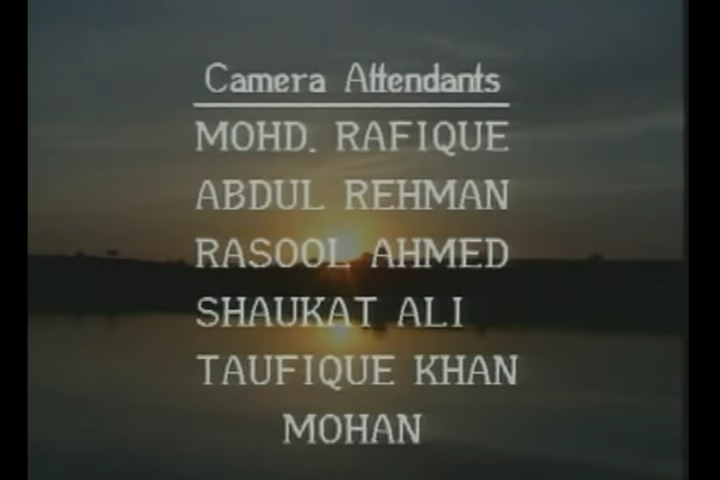 Camera Attendants
MOHD. RAFIQUE
ABDUL REHMAN
RASOOL AHMED
SHAUKAT ALI
TAUFIQUE KHAN
MOHAN